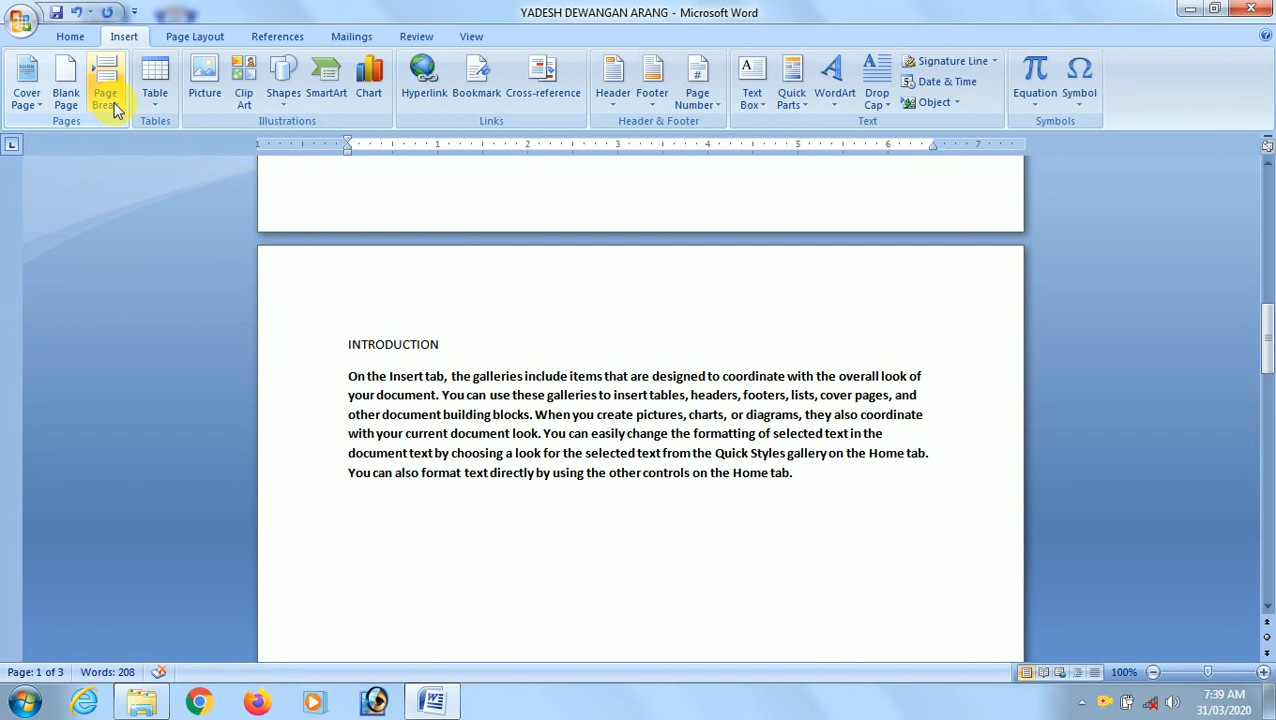 YADESH DEWANGAN ARANG - Microsoft Word
Home Insert Page Layout References Mailings Review View
Cover Page
Blank Page
Page Break
Table
Picture
Clip Art
Shapes
SmartArt
Chart
Hyperlink
Bookmark
Cross-reference
Header
Footer
Page Number
Text Box
Quick Parts
WordArt
Drop Cap
Signature Line
Date & Time
Object
Equation
Symbol
Pages Tables Illustrations Links Header & Footer Text Symbols
1 1 2 3 4 5 6 7
INTRODUCTION
On the Insert tab, the galleries include items that are designed to coordinate with the overall look of
your document. You can use these galleries to insert tables, headers, footers, lists, cover pages, and
other document building blocks. When you create pictures, charts, or diagrams, they also coordinate
with your current document look. You can easily change the formatting of selected text in the
document text by choosing a look for the selected text from the Quick Styles gallery on the Home tab.
You can also format text directly by using the other controls on the Home tab.
Page: 1 of 3 Words: 208 100%
7:39 AM
31/03/2020